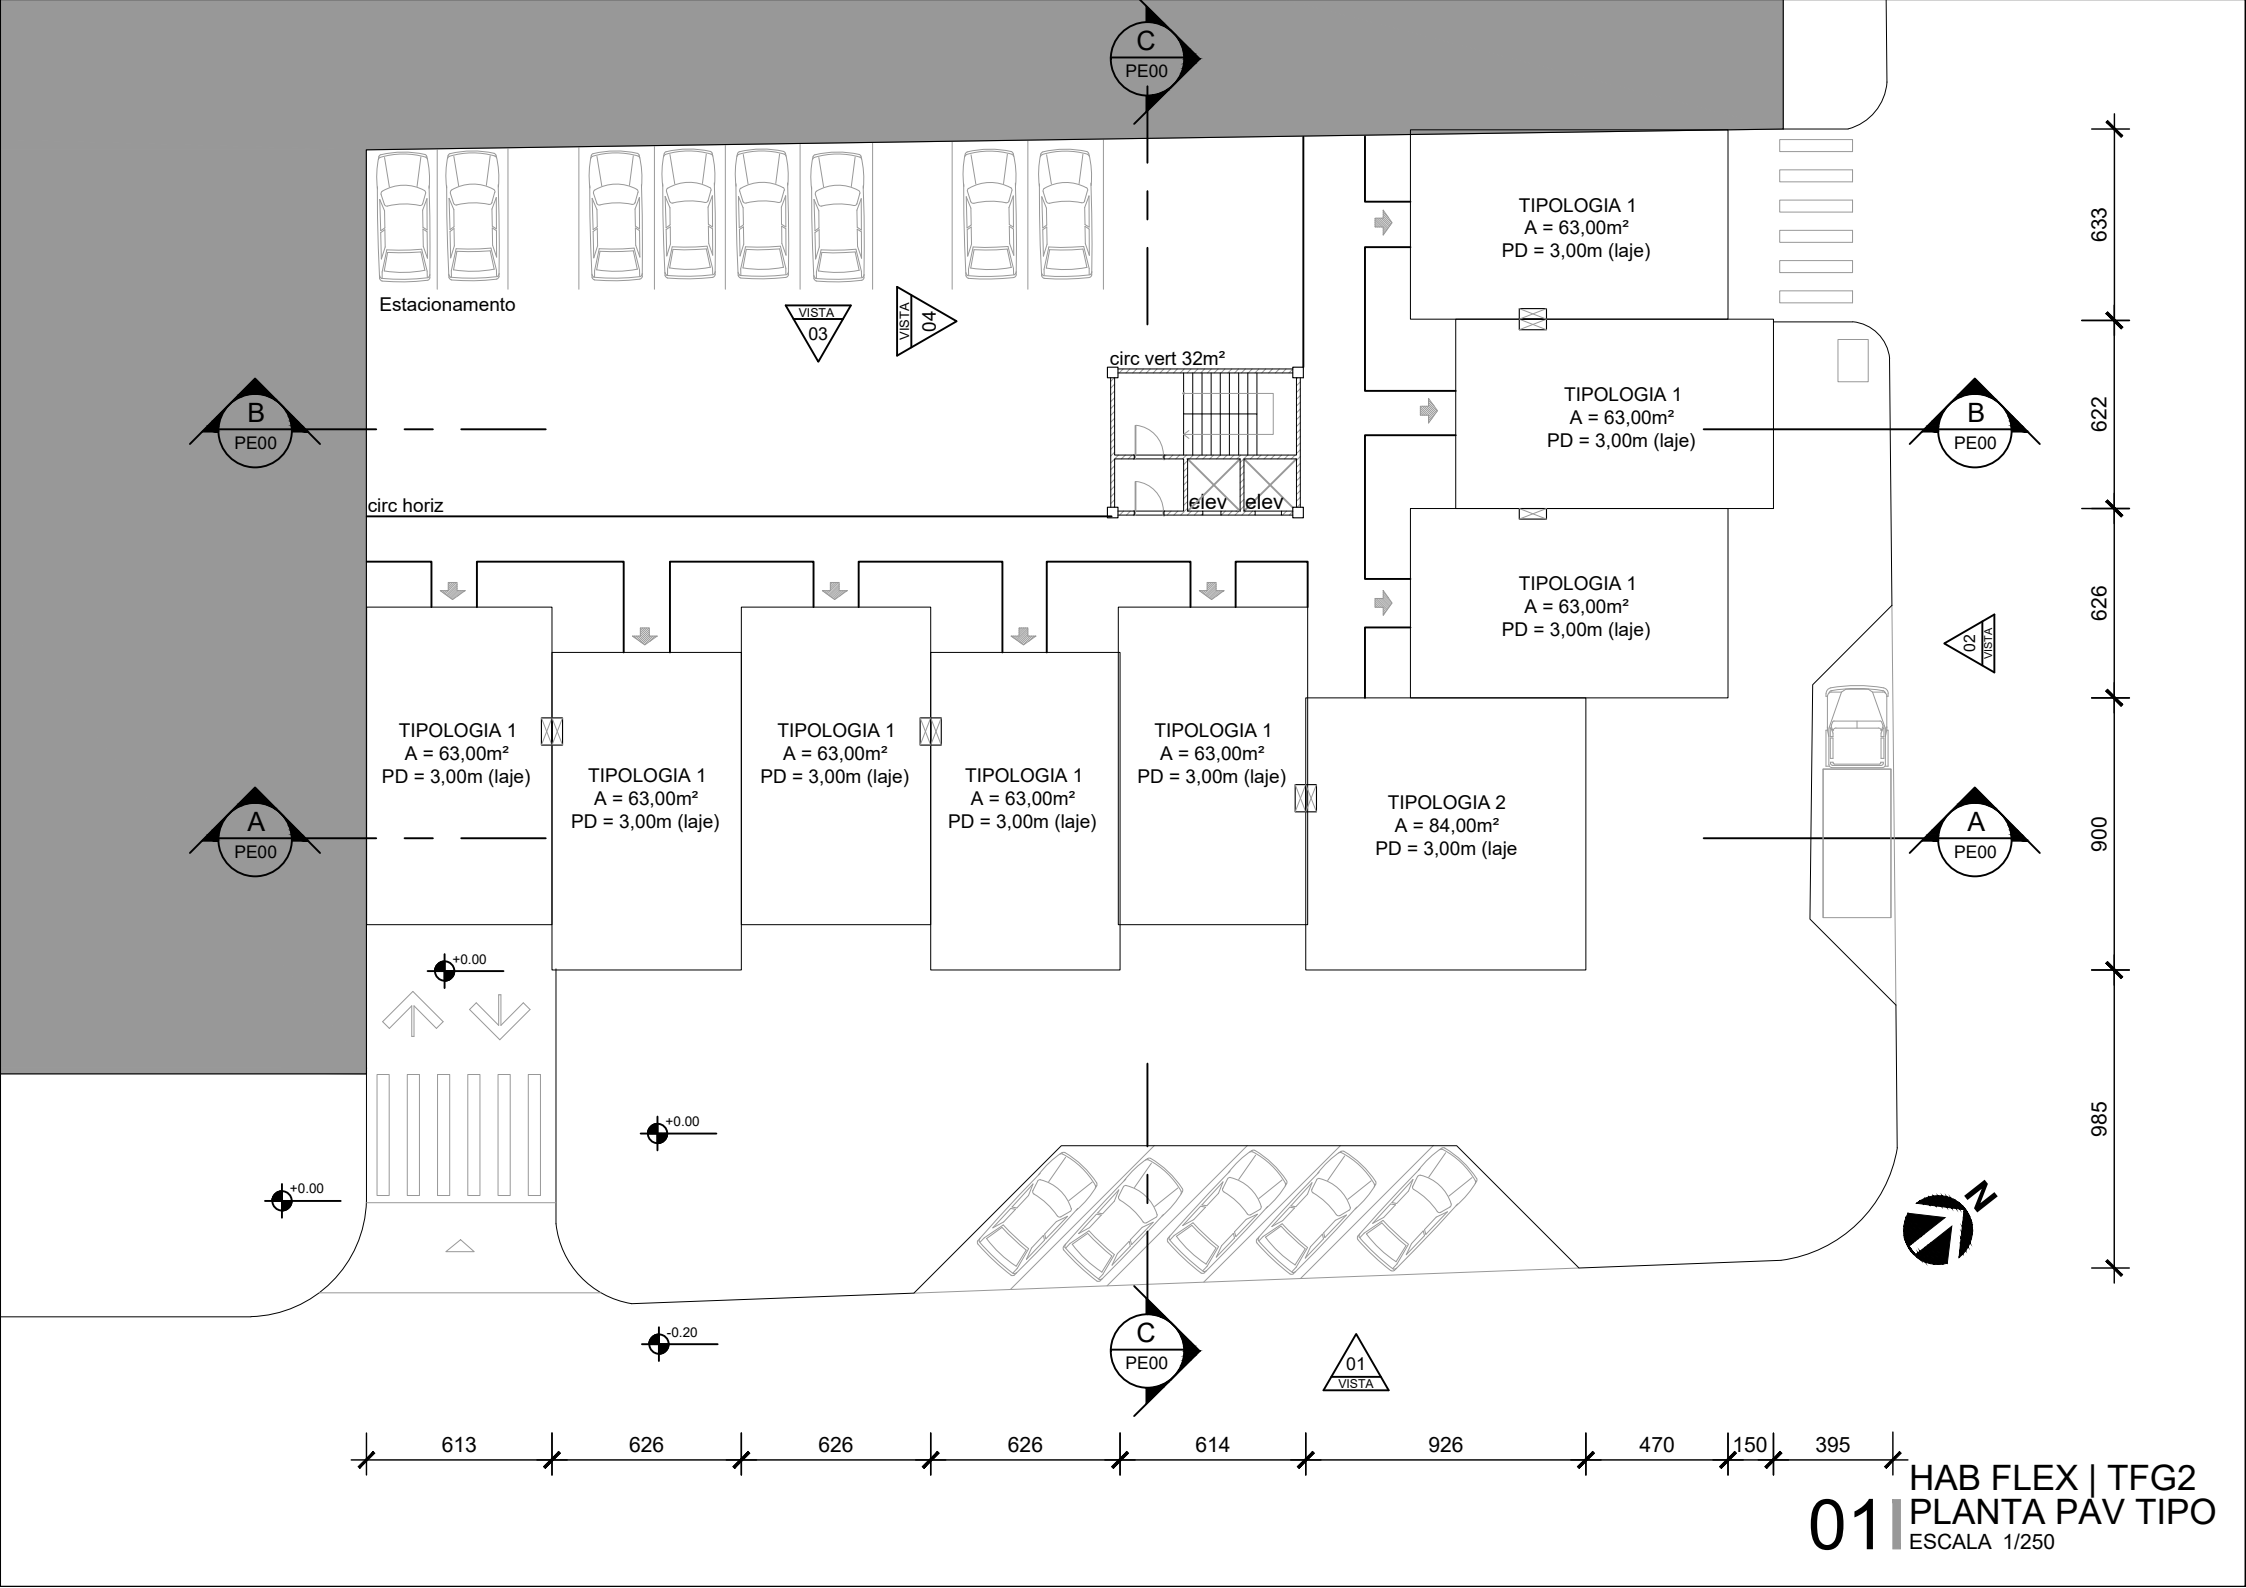 C
PE00
TIPOLOGIA 1
A = 63,00m²
PD = 3,00m (laje)
633
Estacionamento
VISTA
03
VISTA
04
circ vert 32m²
B
PE00
TIPOLOGIA 1
A = 63,00m²
PD = 3,00m (laje)
B
PE00
622
circ horiz
elev
elev
TIPOLOGIA 1
A = 63,00m²
PD = 3,00m (laje)
626
02
VISTA
TIPOLOGIA 1
A = 63,00m²
PD = 3,00m (laje)
TIPOLOGIA 1
A = 63,00m²
PD = 3,00m (laje)
TIPOLOGIA 1
A = 63,00m²
PD = 3,00m (laje)
TIPOLOGIA 1
A = 63,00m²
PD = 3,00m (laje)
TIPOLOGIA 1
A = 63,00m²
PD = 3,00m (laje)
TIPOLOGIA 2
A = 84,00m²
PD = 3,00m (laje
A
PE00
A
PE00
900
+0.00
+0.00
+0.00
985
N
-0.20
C
PE00
01
VISTA
613
626
626
626
614
926
470
150
395
HAB FLEX | TFG2
01
PLANTA PAV TIPO
ESCALA 1/250